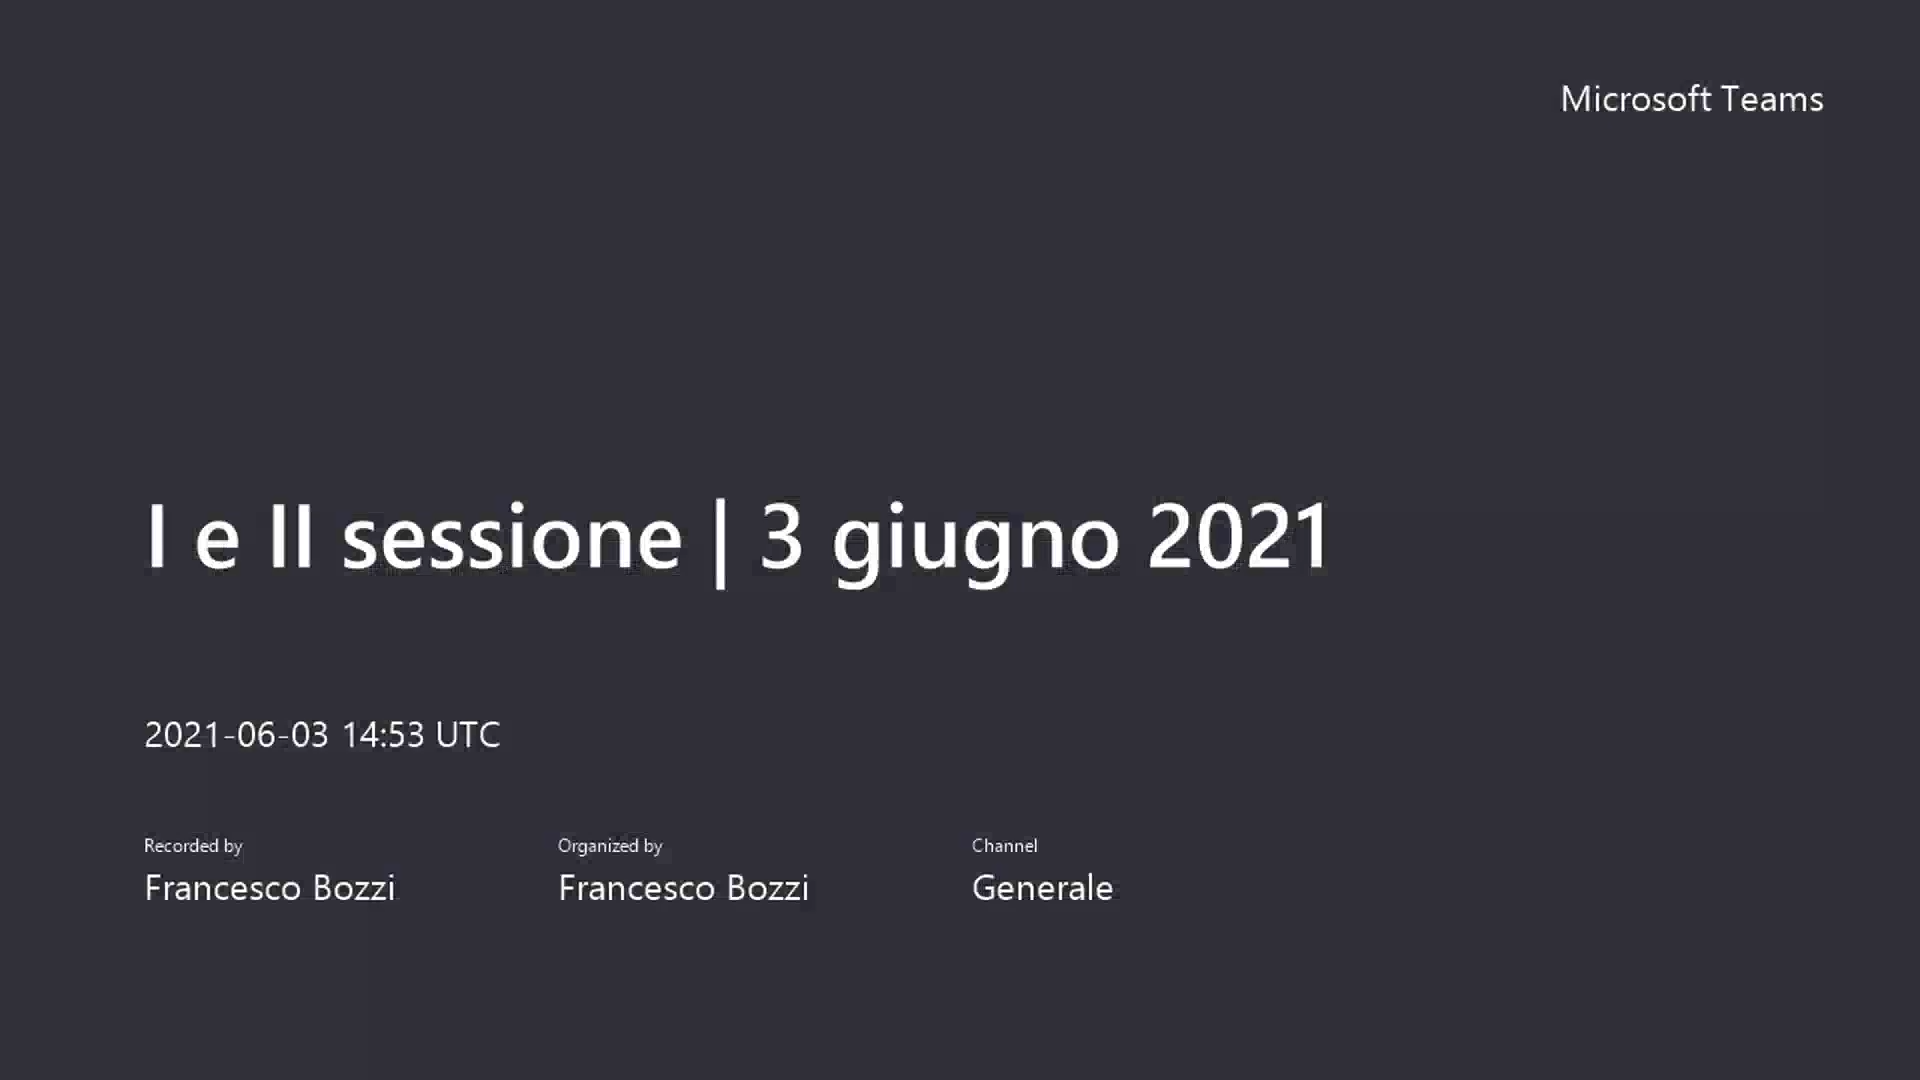 Microsoft Teams
I e II sessione | 3 giugno 2021
2021-06-03 14:53 UTC
Recorded by
Francesco Bozzi
Organized by
Francesco Bozzi
Channel
Generale